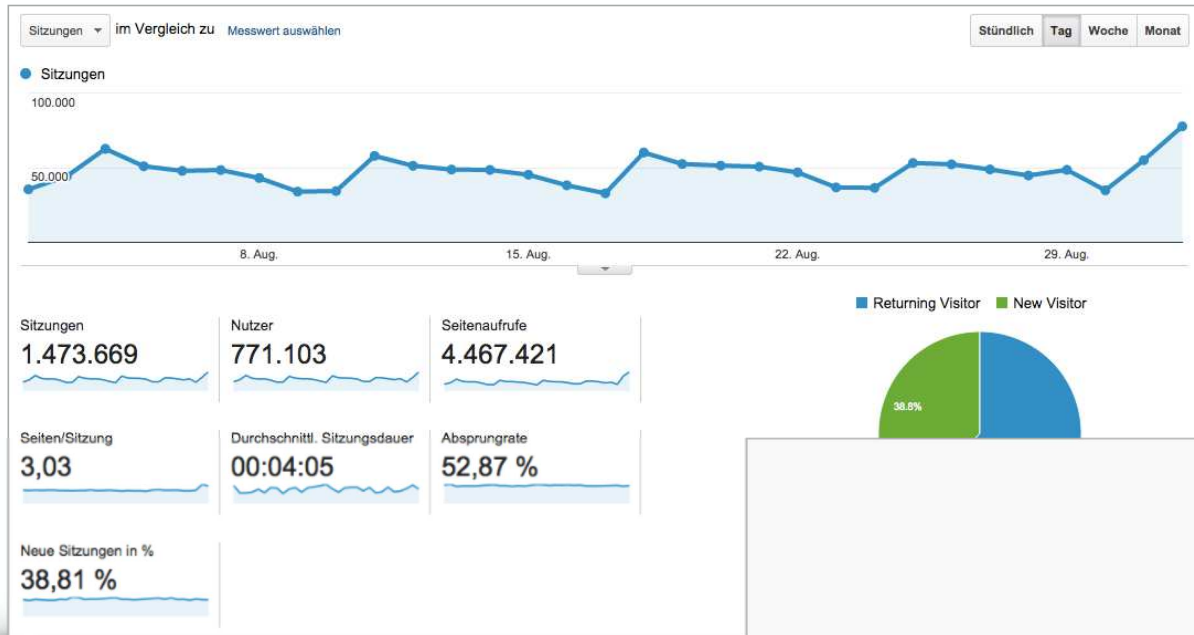 Sitzungen im Vergleich zu Messwert auswählen
Stündlich Tag Woche Monat
Sitzungen
100.000
50.000
8. Aug. 15. Aug. 22. Aug. 29. Aug.
Returning Visitor New Visitor
38.8%
Sitzungen Nutzer Seitenaufrufe
1.473.669 771.103 4.467.421
Seiten/Sitzung Durchschnittl. Sitzungsdauer Absprungrate
3,03 00:04:05 52,87 %
Neue Sitzungen in %
38,81 %